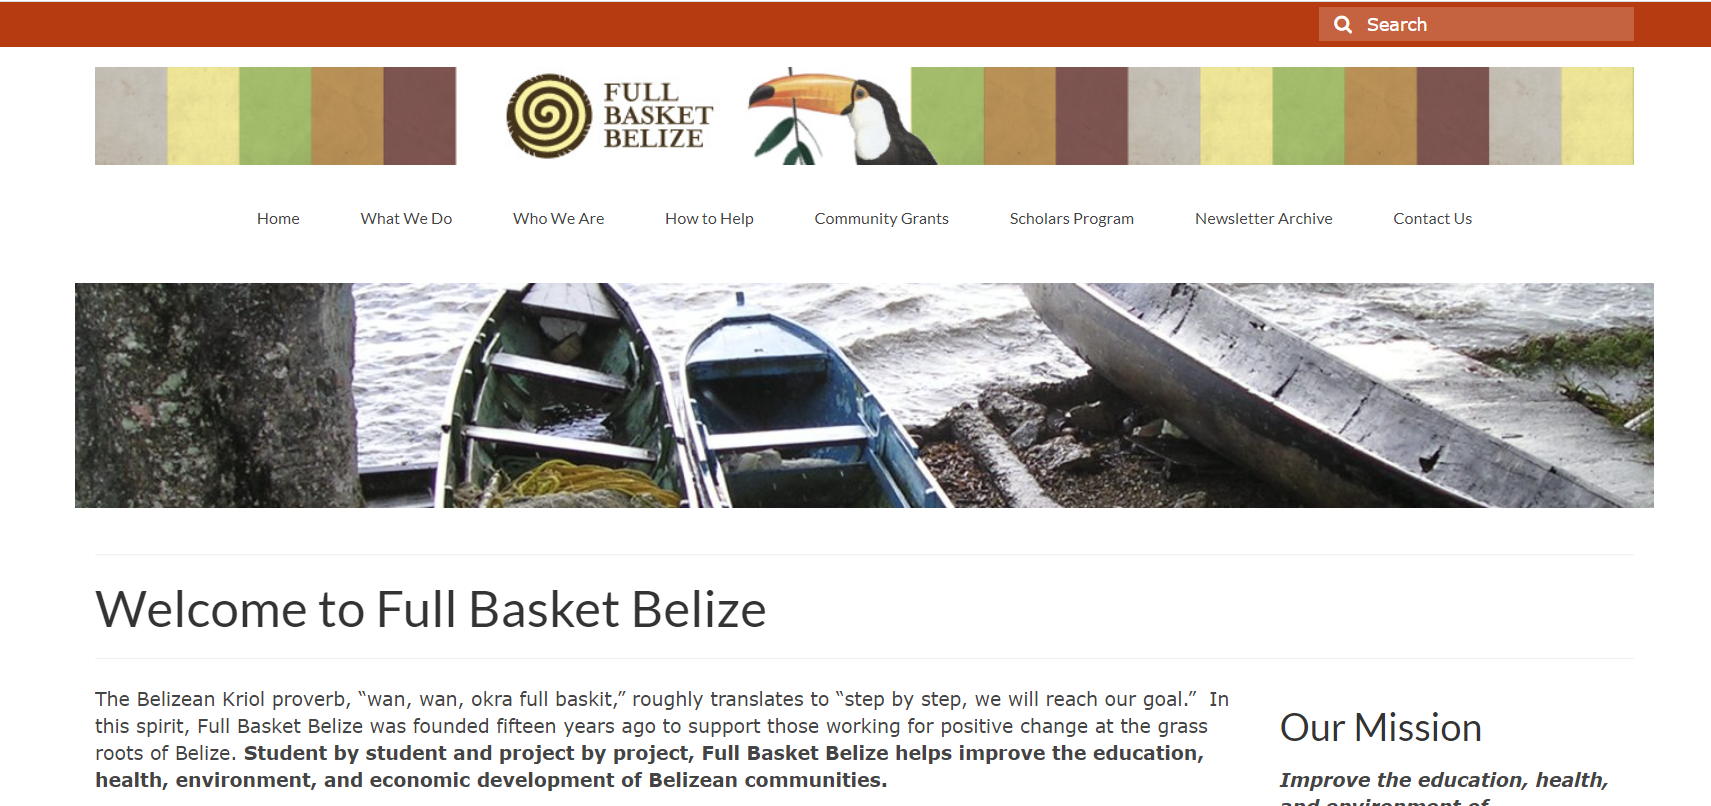 Search
FULL
BASKET
BELIZE
Home What We Do Who We Are How to Help Community Grants Scholars Program Newsletter Archive Contact Us
Welcome to Full Basket Belize
The Belizean Kriol proverb, “wan, wan, okra full baskit,” roughly translates to “step by step, we will reach our goal.”  In
this spirit, Full Basket Belize was founded fifteen years ago to support those working for positive change at the grass
roots of Belize. Student by student and project by project, Full Basket Belize helps improve the education,
health, environment, and economic development of Belizean communities.
Our Mission
Improve the education, health,
and environment of